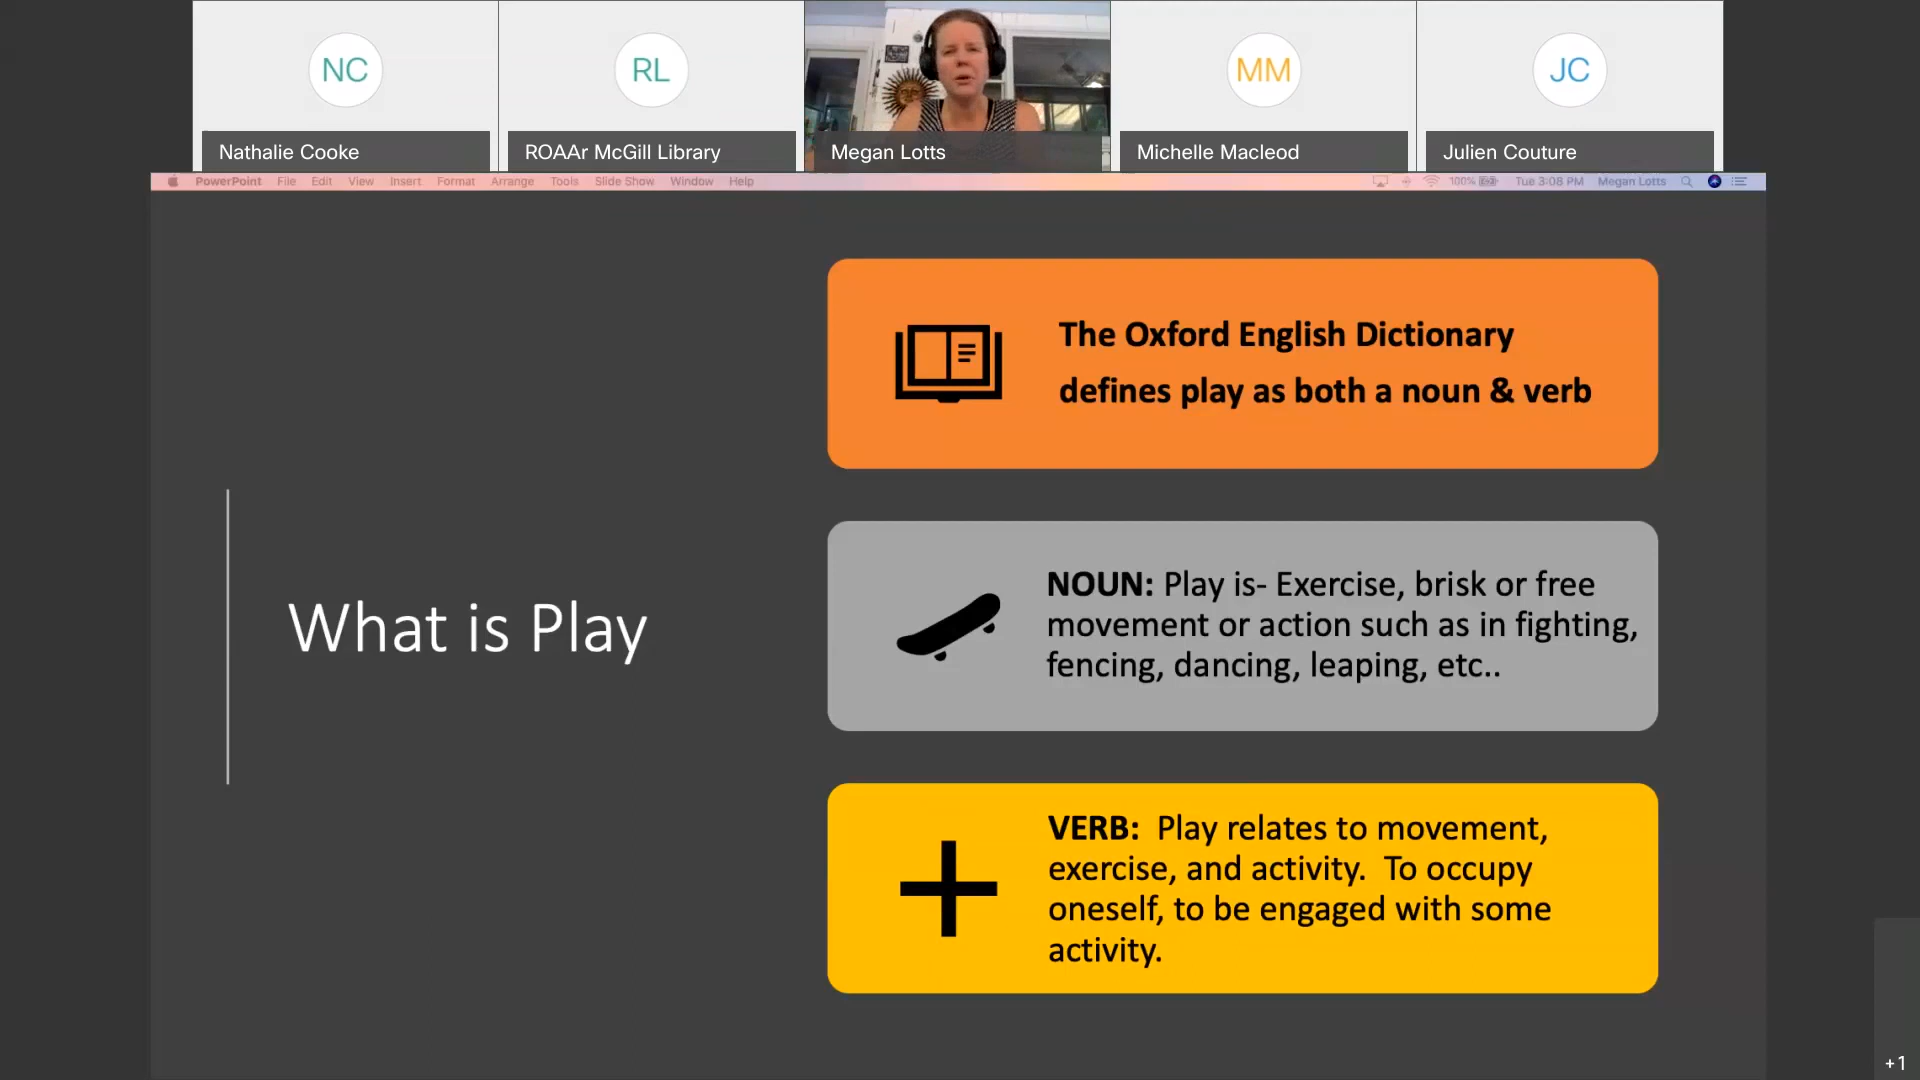 NC
RL
MM
JC
Nathalie Cooke
ROAAr McGill Library
Megan Lotts
Michelle Macleod
Julien Couture
PowerPoint File Edit View Insert Format Arrange Tools Slide Show Window Help 100% Tue 3:08 PM Megan Lotts
What is Play
The Oxford English Dictionary
defines play as both a noun & verb
NOUN: Play is- Exercise, brisk or free
movement or action such as in fighting,
fencing, dancing, leaping, etc..
VERB:  Play relates to movement,
exercise, and activity.  To occupy
oneself, to be engaged with some
activity.
+1